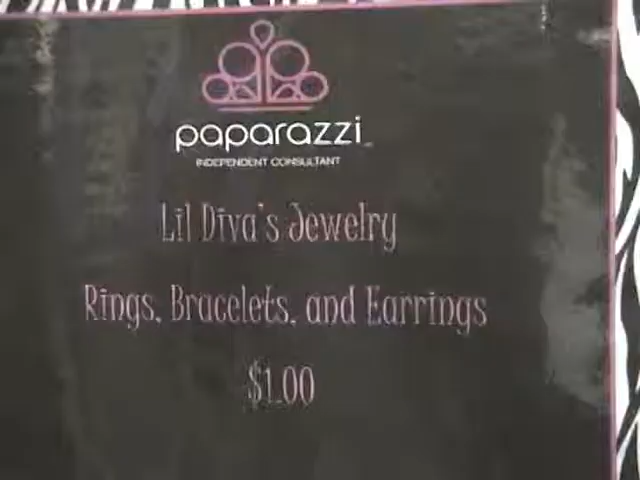 paparazzi
INDEPENDENT CONSULTANT
Lil Diva's Jewelry
Rings, Bracelets, and Earrings
$1.00